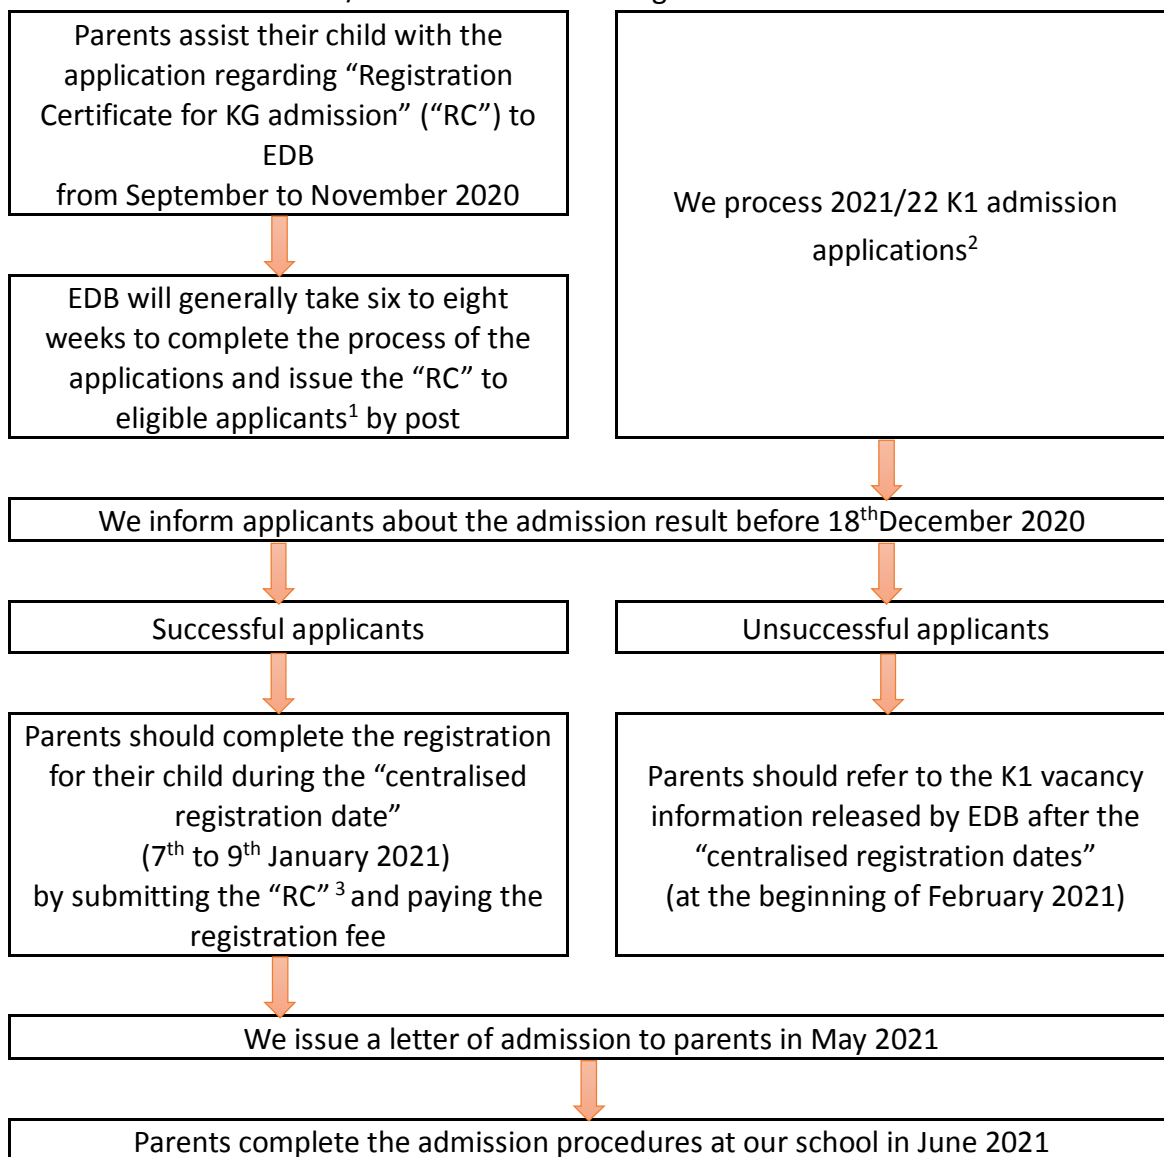 Parents assist their child with the
application regarding “Registration
Certificate for KG admission” (“RC”) to
EDB
from September to November 2020
EDB will generally take six to eight
weeks to complete the process of the
applications and issue the “RC” to
eligible applicants1 by post
We process 2021/22 K1 admission
applications2
We inform applicants about the admission result before 18thDecember 2020
Successful applicants
Unsuccessful applicants
Parents should complete the registration
for their child during the “centralised
registration date”
(7th to 9th January 2021)
by submitting the “RC” 3 and paying the
registration fee
Parents should refer to the K1 vacancy
information released by EDB after the
“centralised registration dates”
(at the beginning of February 2021)
We issue a letter of admission to parents in May 2021
Parents complete the admission procedures at our school in June 2021